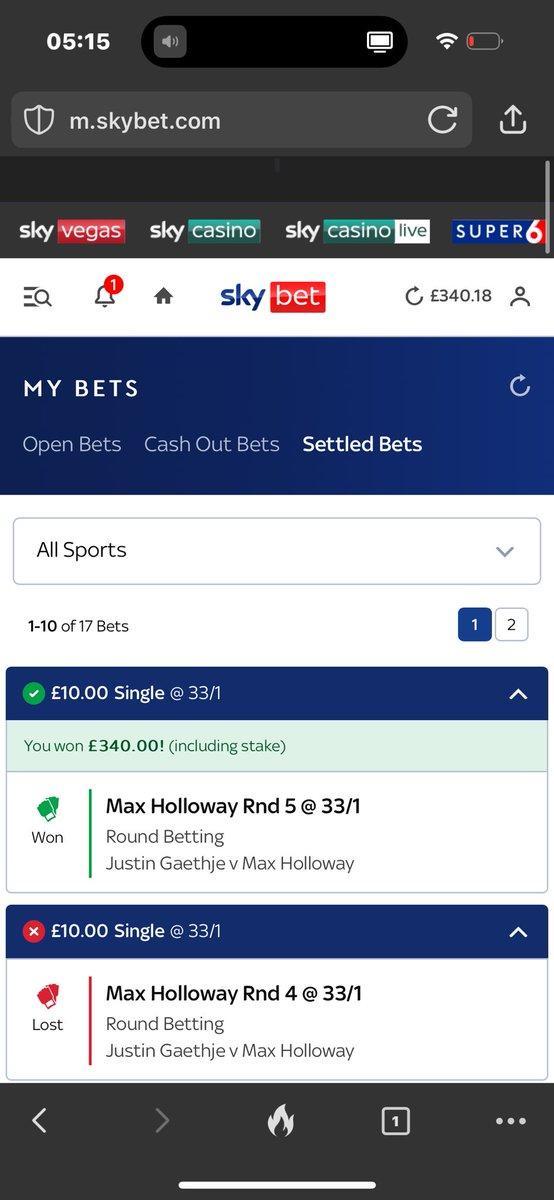 05:15
m.skybet.com
sky vegas sky casino sky casino live SUPER6
1
sky bet £340.18
MY BETS
Open Bets Cash Out Bets Settled Bets
All Sports
1-10 of 17 Bets 1 2
£10.00 Single @ 33/1
You won £340.00! (including stake)
Max Holloway Rnd 5 @ 33/1
Won Round Betting
Justin Gaethje v Max Holloway
£10.00 Single @ 33/1
Max Holloway Rnd 4 @ 33/1
Lost Round Betting
Justin Gaethje v Max Holloway
1